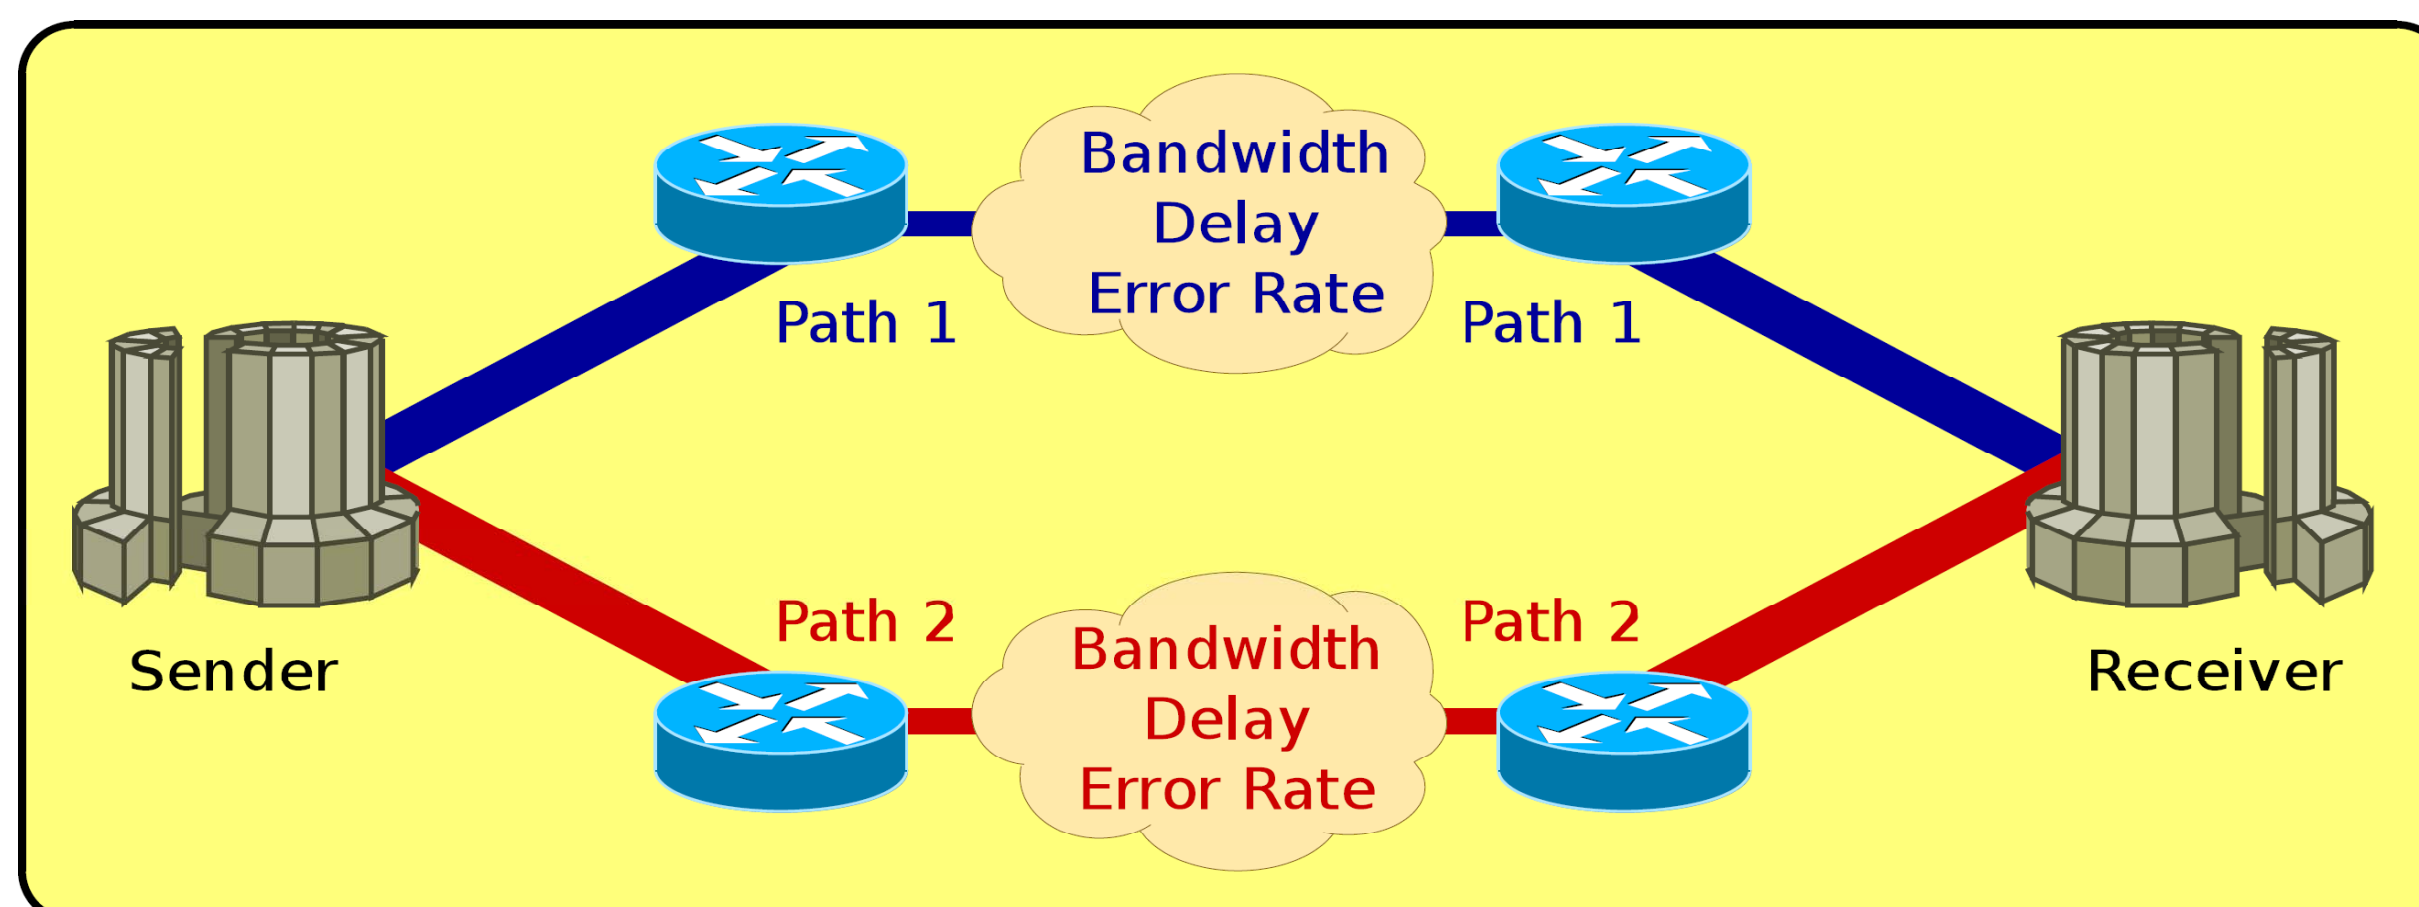 Bandwidth
Delay
Error Rate
Path 1
Path 1
Path 2
Path 2
Bandwidth
Delay
Error Rate
Sender
Receiver